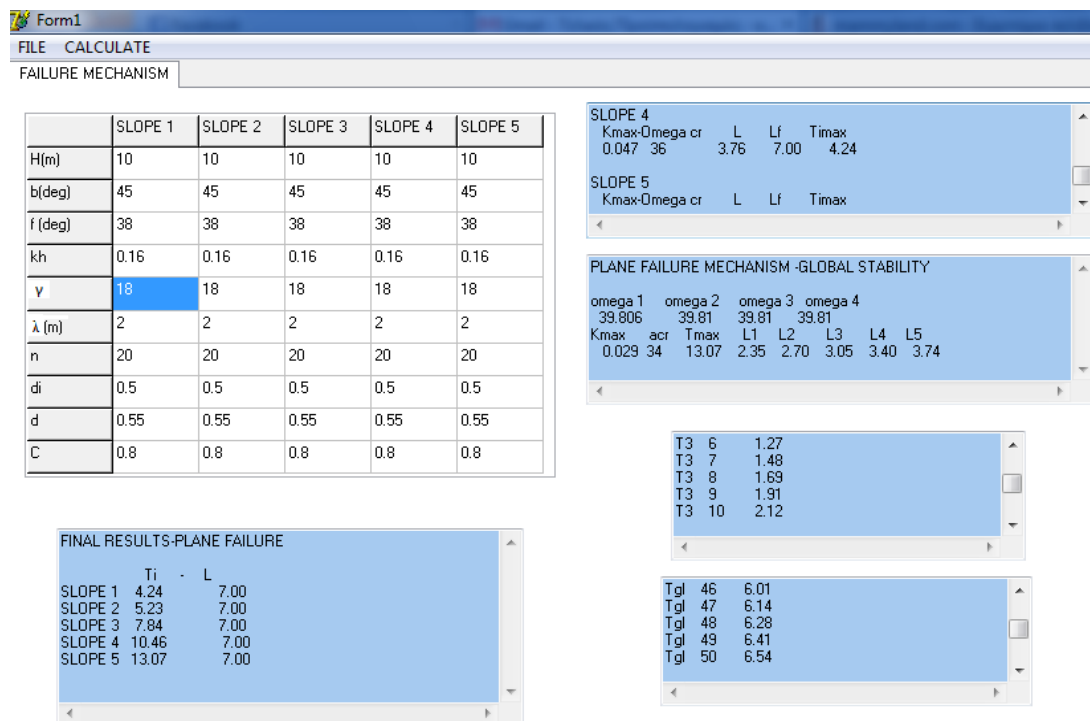 Form1
FILE CALCULATE
FAILURE MECHANISM
SLOPE 1 SLOPE 2 SLOPE 3 SLOPE 4 SLOPE 5
H(m) 10 10 10 10 10
b(deg) 45 45 45 45 45
f (deg) 38 38 38 38 38
kh 0.16 0.16 0.16 0.16 0.16
γ 18 18 18 18 18
λ (m) 2 2 2 2 2
n 20 20 20 20 20
di 0.5 0.5 0.5 0.5 0.5
d 0.55 0.55 0.55 0.55 0.55
C 0.8 0.8 0.8 0.8 0.8
SLOPE 4
Kmax-Omega cr L Lf Timax
0.047 36 3.76 7.00 4.24
SLOPE 5
Kmax-Omega cr L Lf Timax
PLANE FAILURE MECHANISM -GLOBAL STABILITY
omega 1 omega 2 omega 3 omega 4
39.806 39.81 39.81 39.81
Kmax acr Tmax L1 L2 L3 L4 L5
0.029 34 13.07 2.35 2.70 3.05 3.40 3.74
T3 6 1.27
T3 7 1.48
T3 8 1.69
T3 9 1.91
T3 10 2.12
FINAL RESULTS-PLANE FAILURE
Ti - L
SLOPE 1 4.24 7.00
SLOPE 2 5.23 7.00
SLOPE 3 7.84 7.00
SLOPE 4 10.46 7.00
SLOPE 5 13.07 7.00
Tgl 46 6.01
Tgl 47 6.14
Tgl 48 6.28
Tgl 49 6.41
Tgl 50 6.54